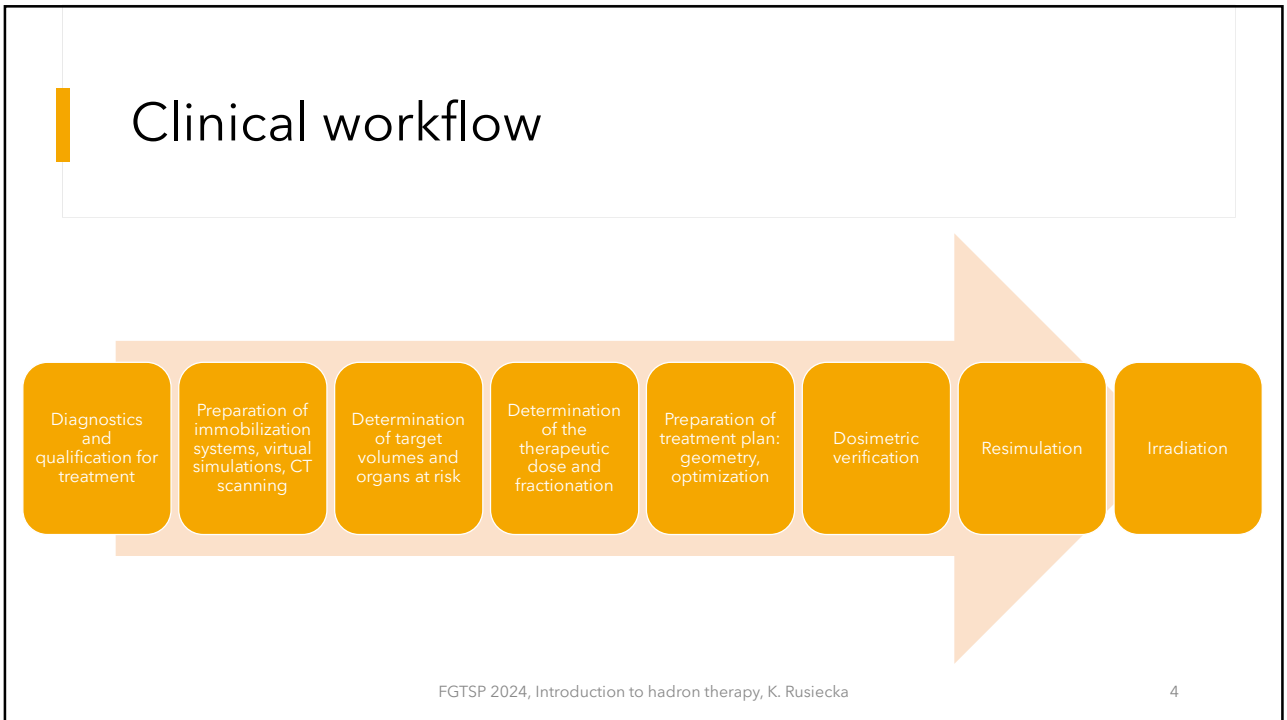 Clinical workflow
Diagnostics
and
qualification for
treatment
Preparation of
immobilization
systems, virtual
simulations, CT
scanning
Determination
of target
volumes and
organs at risk
Determination
of the
therapeutic
dose and
fractionation
Preparation of
treatment plan:
geometry,
optimization
Dosimetric
verification
Resimulation
Irradiation
FGTSP 2024, Introduction to hadron therapy, K. Rusiecka
4